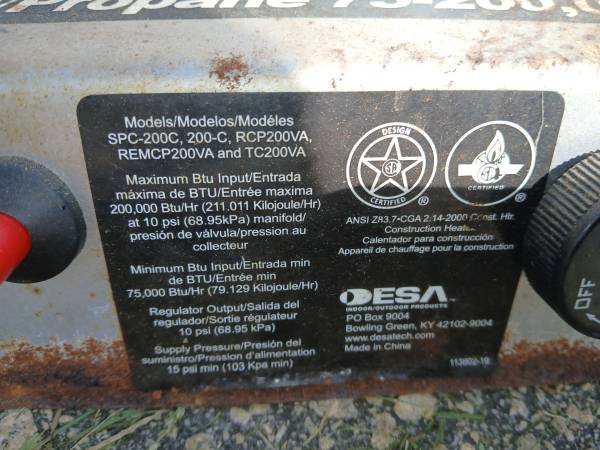 Propane 75-200,0
Models/Modelos/Modéles
SPC-200C, 200-C, RCP200VA,
REMCP200VA and TC200VA
Maximum Btu Input/Entrada
máxima de BTU/Entrée maxima
200,000 Btu/Hr (211.011 Kilojoule/Hr)
at 10 psi (68.95kPa) manifold/
presión de válvula/pression au
collecteur
Minimum Btu Input/Entrada min
de BTU/Entrée min
75,000 Btu/Hr (79.129 Kilojoule/Hr)
Regulator Output/Salida del
regulador/Sortie régulateur
10 psi (68.95 kPa)
Supply Pressure/Presión del
suministro/Pression d'alimentation
15 psi min (103 Kpa min)
DESIGN
CERTIFIED
®
CERTIFIED
®
ANSI Z83.7•CGA 2.14-2000 Const. Htr.
Construction Heater
Calentador para construcción
Appareil de chauffage pour la construction
DESA™
INDOOR/OUTDOOR PRODUCTS
PO Box 9004
Bowling Green, KY 42102-9004
www.desatech.com
Made in China
113802-19
OFF